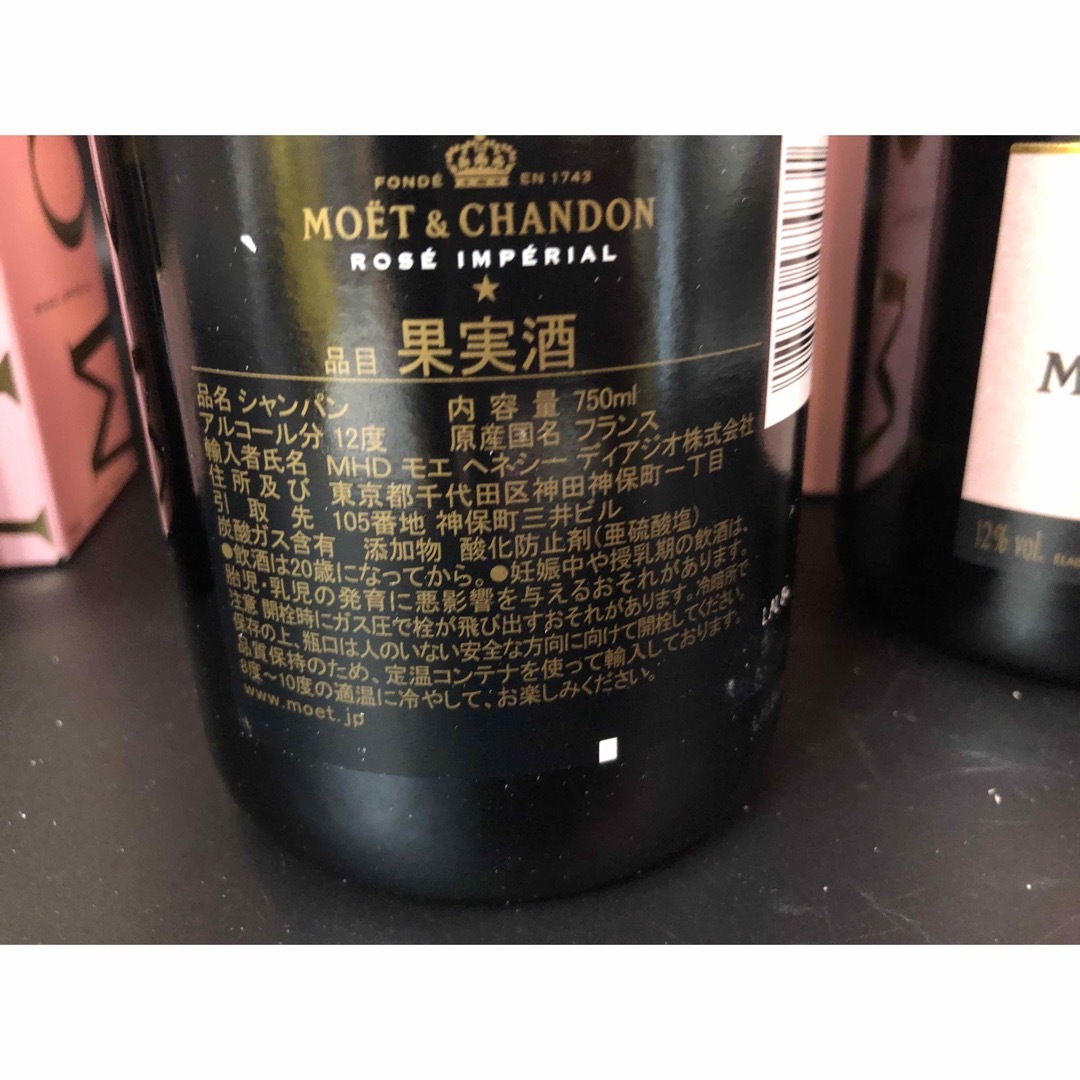 FONDÉ EN 1743
MOËT & CHANDON
ROSÉ IMPÉRIAL
品目 果実酒
品名 シャンパン 内容量 750ml
アルコール分 12度 原産国名 フランス
輸入者氏名 MHD モエ ヘネシー ディアジオ株式会社
住所及び 東京都千代田区神田神保町一丁目
引取先 105番地 神保町三井ビル
炭酸ガス含有 添加物 酸化防止剤(亜硫酸塩)
●飲酒は20歳になってから。●妊娠中や授乳期の飲酒は、
胎児・乳児の発育に悪影響を与えるおそれがあります。
注意 開栓時にガス圧で栓が飛び出すおそれがあります。冷暗所で
保存の上、瓶口は人のいない安全な方向に向けて開栓してください。
品質保持のため、定温コンテナを使って輸入しております。
8度～10度の適温に冷やして、お楽しみください。
www.moet.jp
M
12% vol.